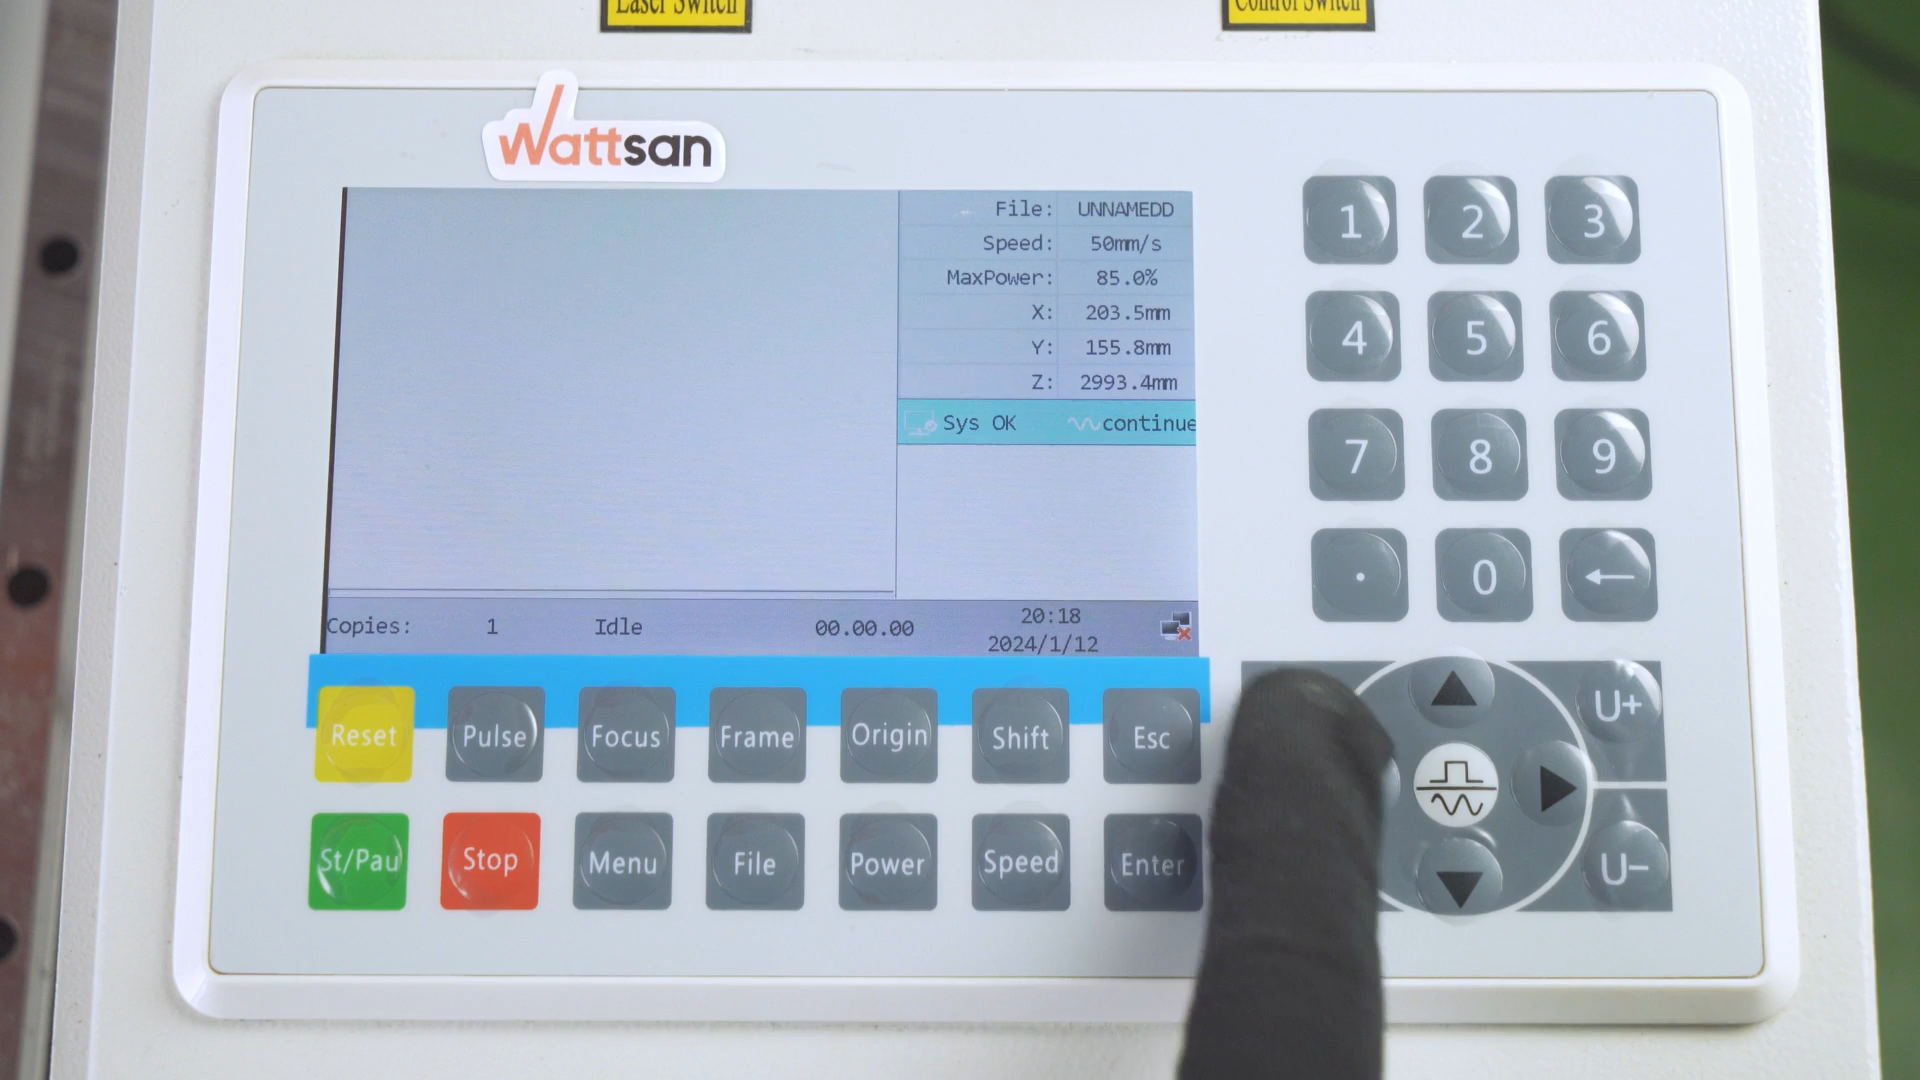 Laser Switch
Control Switch
Wattsan
File: UNNAMEDD
Speed: 50mm/s
MaxPower: 85.0%
X: 203.5mm
Y: 155.8mm
Z: 2993.4mm
Sys OK continue
Copies: 1 Idle 00.00.00 20:18
2024/1/12
1 2 3
4 5 6
7 8 9
. 0 ←
Reset Pulse Focus Frame Origin Shift Esc
St/Pau Stop Menu File Power Speed Enter
U+
U-